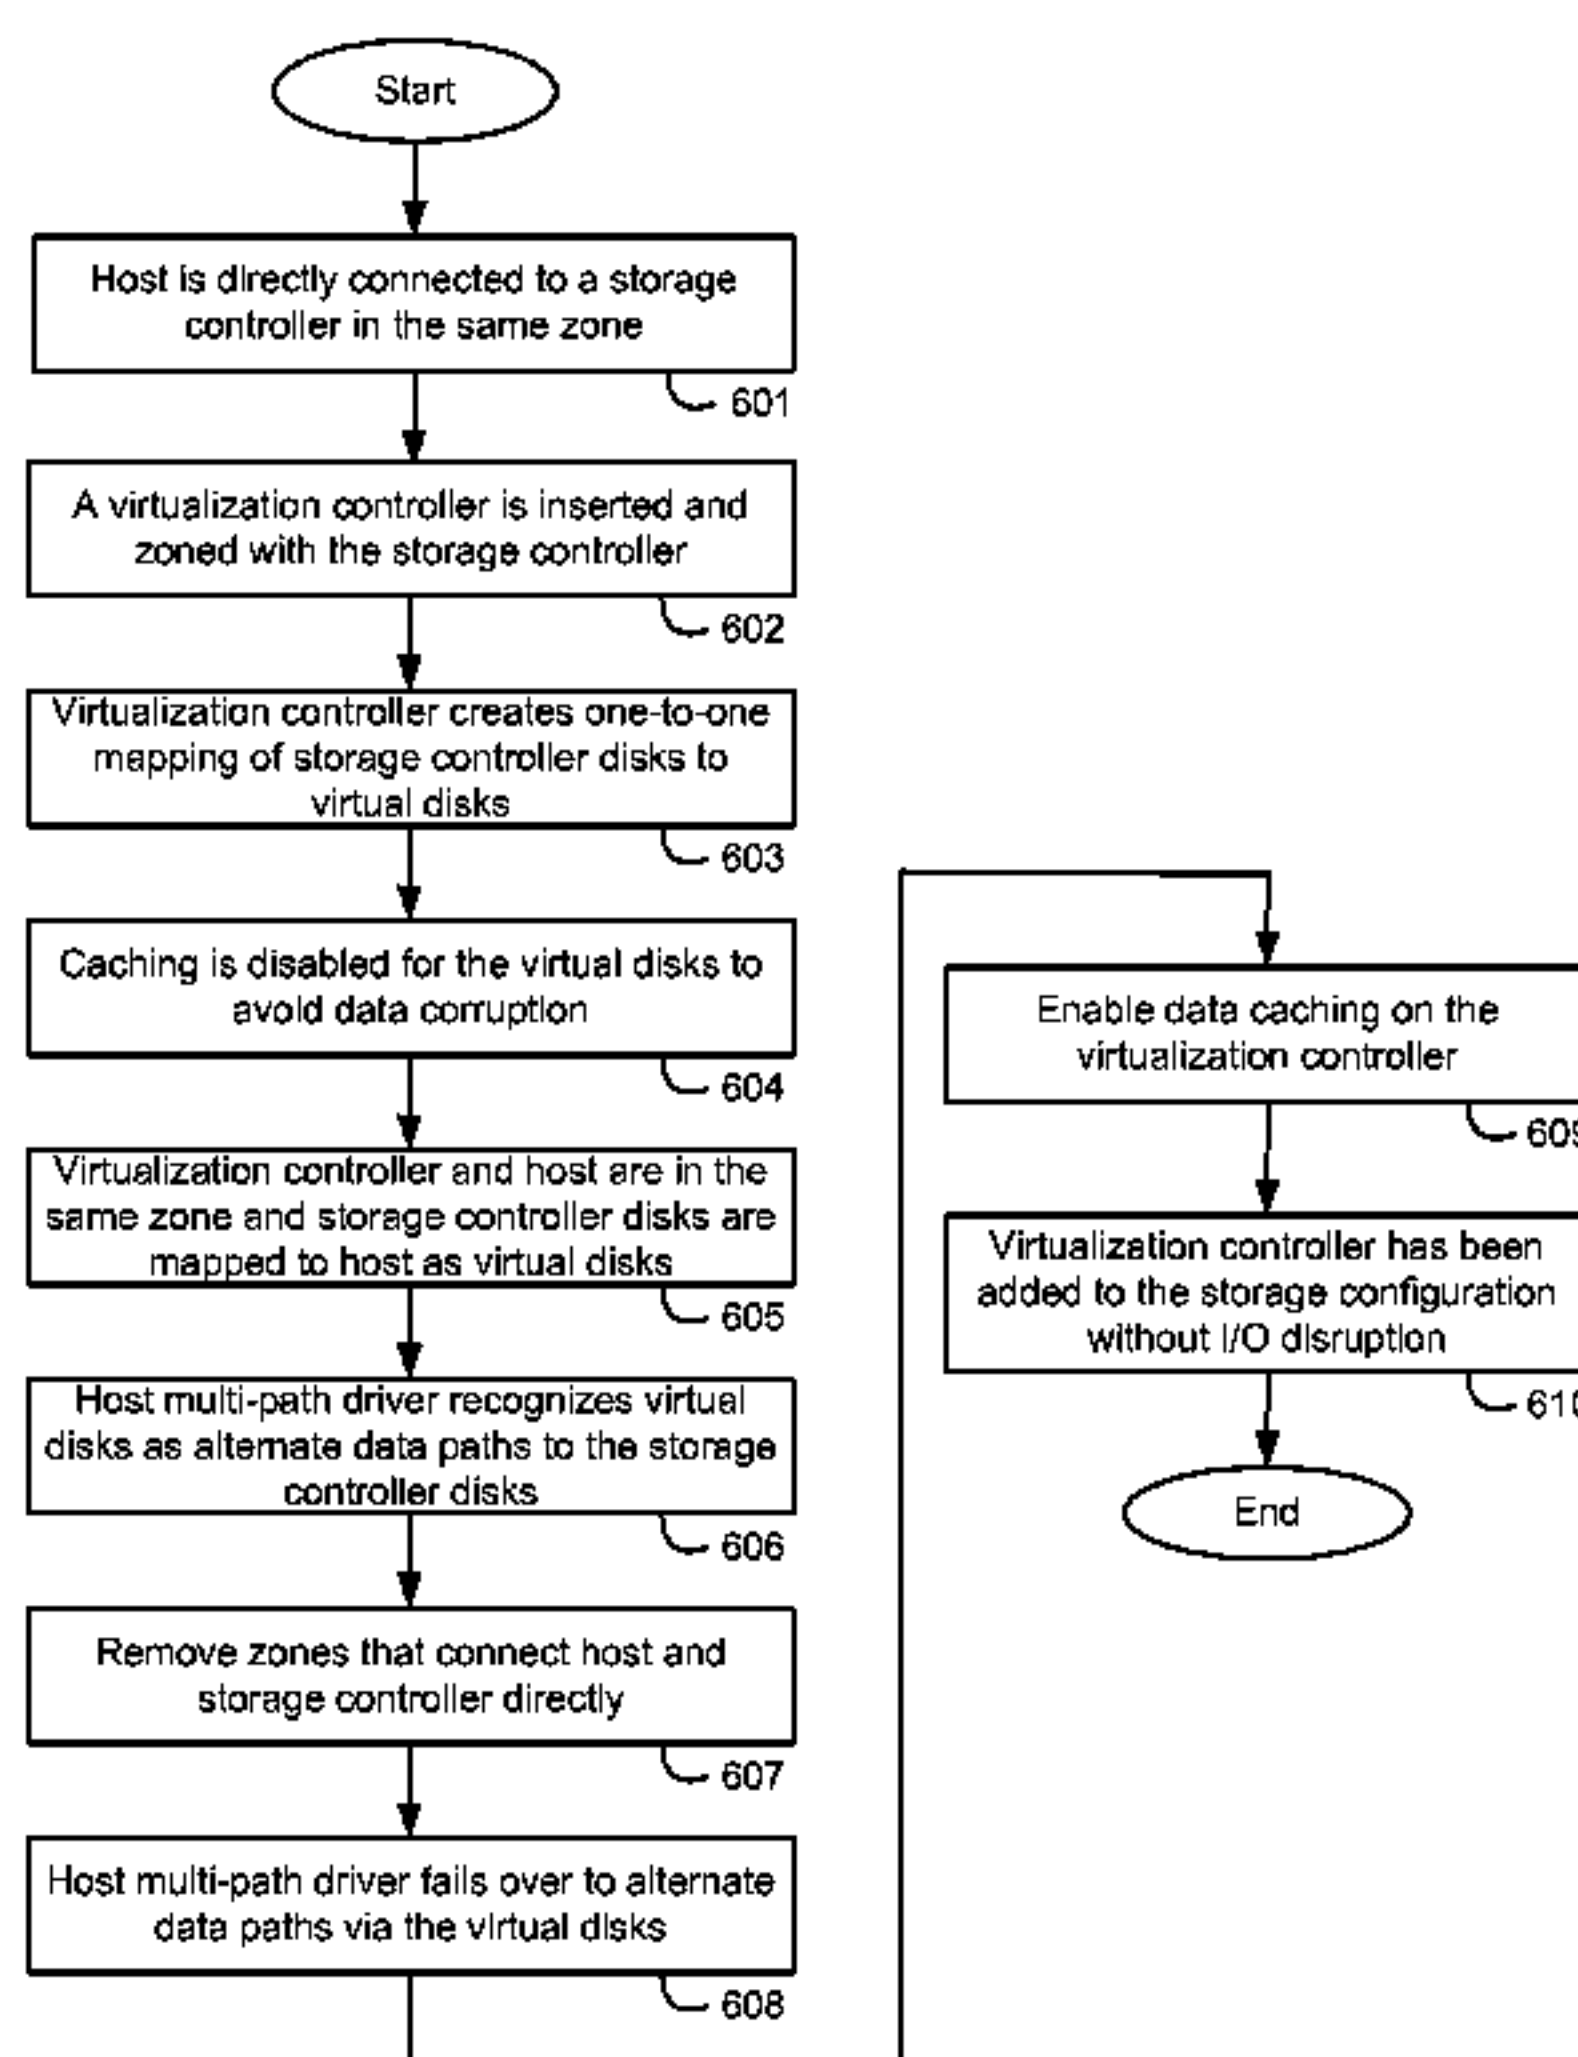 Start
Host is directly connected to a storage
controller in the same zone
601
A virtualization controller is inserted and
zoned with the storage controller
602
Virtualization controller creates one-to-one
mapping of storage controller disks to
virtual disks
603
Caching is disabled for the virtual disks to
avoid data corruption
604
Virtualization controller and host are in the
same zone and storage controller disks are
mapped to host as virtual disks
605
Host multi-path driver recognizes virtual
disks as alternate data paths to the storage
controller disks
606
Remove zones that connect host and
storage controller directly
607
Host multi-path driver fails over to alternate
data paths via the virtual disks
608
Enable data caching on the
virtualization controller
609
Virtualization controller has been
added to the storage configuration
without I/O disruption
610
End